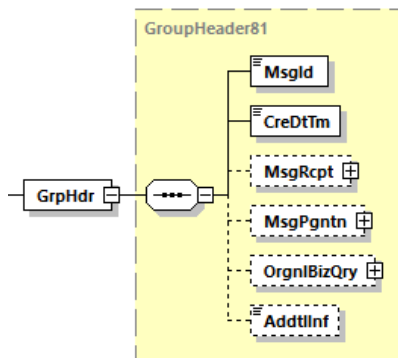 GroupHeader81
MsgId
CreDtTm
MsgRcpt
GrpHdr
MsgPgntn
OrgnlBizQry
AddtlInf